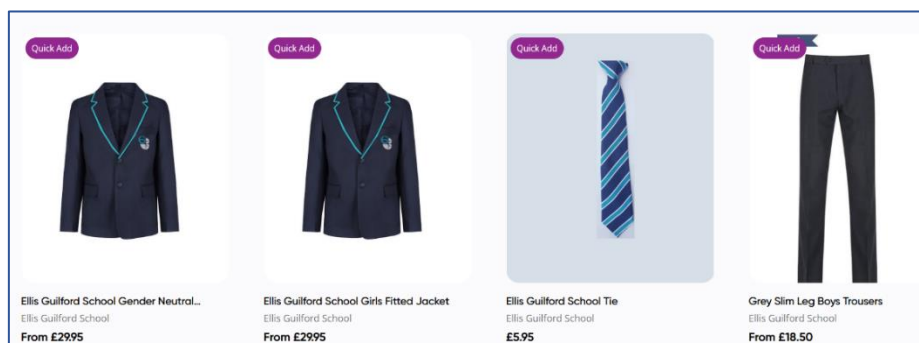 Quick Add
Quick Add
Quick Add
Quick Add
Ellis Guilford School Gender Neutral...
Ellis Guilford School
From £29.95
Ellis Guilford School Girls Fitted Jacket
Ellis Guilford School
From £29.95
Ellis Guilford School Tie
Ellis Guilford School
£5.95
Grey Slim Leg Boys Trousers
Ellis Guilford School
From £18.50